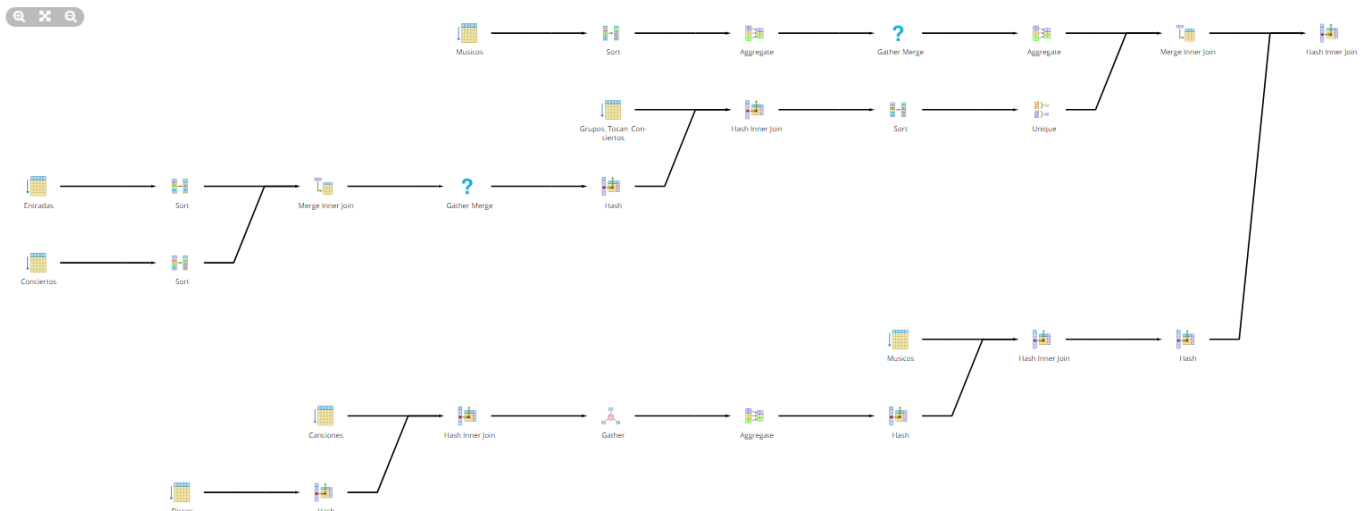 Musicos
Sort
Aggregate
Gather Merge
Aggregate
Merge Inner Join
Hash Inner Join
Grupos_Tocan_Con-
ciertos
Hash Inner Join
Sort
Unique
Entradas
Sort
Merge Inner Join
Gather Merge
Hash
Conciertos
Sort
Musicos
Hash Inner Join
Hash
Canciones
Hash Inner Join
Gather
Aggregate
Hash
Discos
Hash